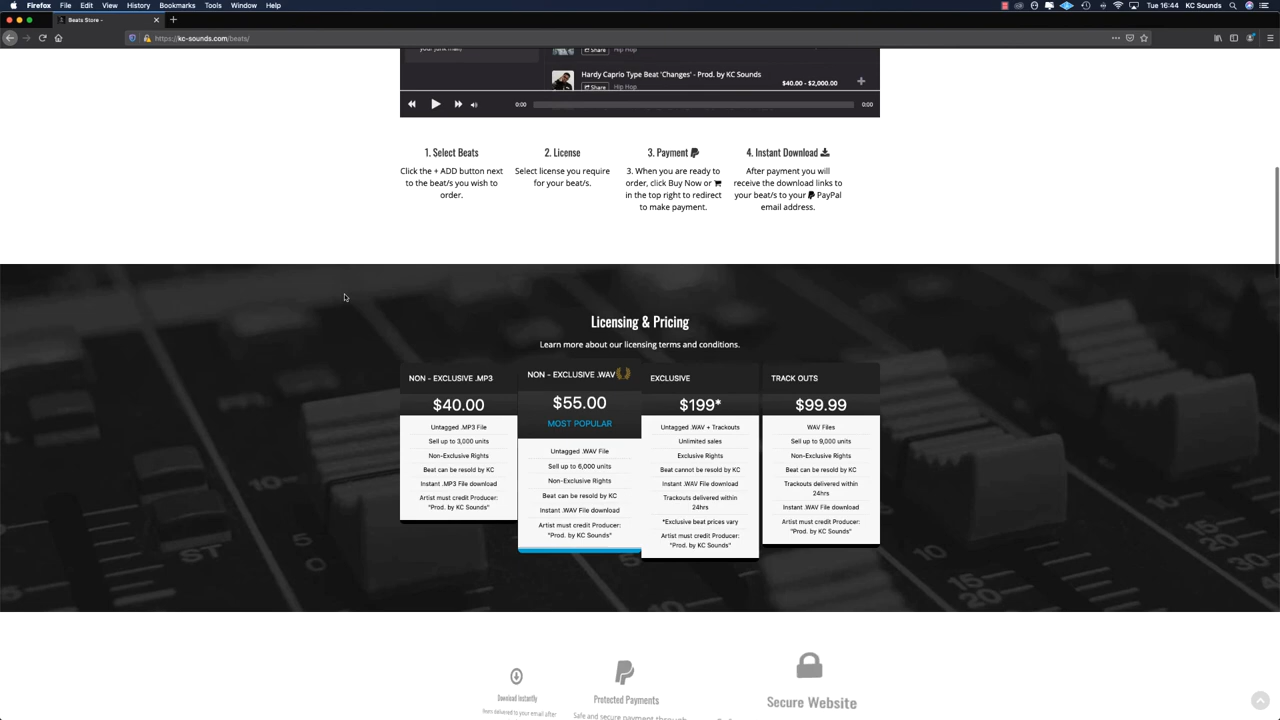 Firefox File Edit View History Bookmarks Tools Window Help
Tue 16:44 KC Sounds
Beats Store -
https://kc-sounds.com/beats/
Share Hip Hop
Hardy Caprio Type Beat 'Changes' - Prod. by KC Sounds
$40.00 - $2,000.00
Share Hip Hop
0:00
0:00
1. Select Beats
Click the + ADD button next
to the beat/s you wish to
order.
2. License
Select license you require
for your beat/s.
3. Payment
3. When you are ready to
order, click Buy Now or
in the top right to redirect
to make payment.
4. Instant Download
After payment you will
receive the download links to
your beat/s to your PayPal
email address.
Licensing & Pricing
Learn more about our licensing terms and conditions.
NON - EXCLUSIVE .MP3
$40.00
Untagged .MP3 File
Sell up to 3,000 units
Non-Exclusive Rights
Beat can be resold by KC
Instant .MP3 File download
Artist must credit Producer:
"Prod. by KC Sounds"
NON - EXCLUSIVE .WAV
$55.00
MOST POPULAR
Untagged .WAV File
Sell up to 6,000 units
Non-Exclusive Rights
Beat can be resold by KC
Instant .WAV File download
Artist must credit Producer:
"Prod. by KC Sounds"
EXCLUSIVE
$199*
Untagged .WAV + Trackouts
Unlimited sales
Exclusive Rights
Beat cannot be resold by KC
Instant .WAV File download
Trackouts delivered within
24hrs
*Exclusive beat prices vary
Artist must credit Producer:
"Prod. by KC Sounds"
TRACK OUTS
$99.99
WAV Files
Sell up to 9,000 units
Non-Exclusive Rights
Beat can be resold by KC
Trackouts delivered within
24hrs
Instant .WAV File download
Artist must credit Producer:
"Prod. by KC Sounds"
ST 5 0 5 10 15 20
Download Instantly
Items delivered to your email after
Protected Payments
Safe and secure payment through
Secure Website